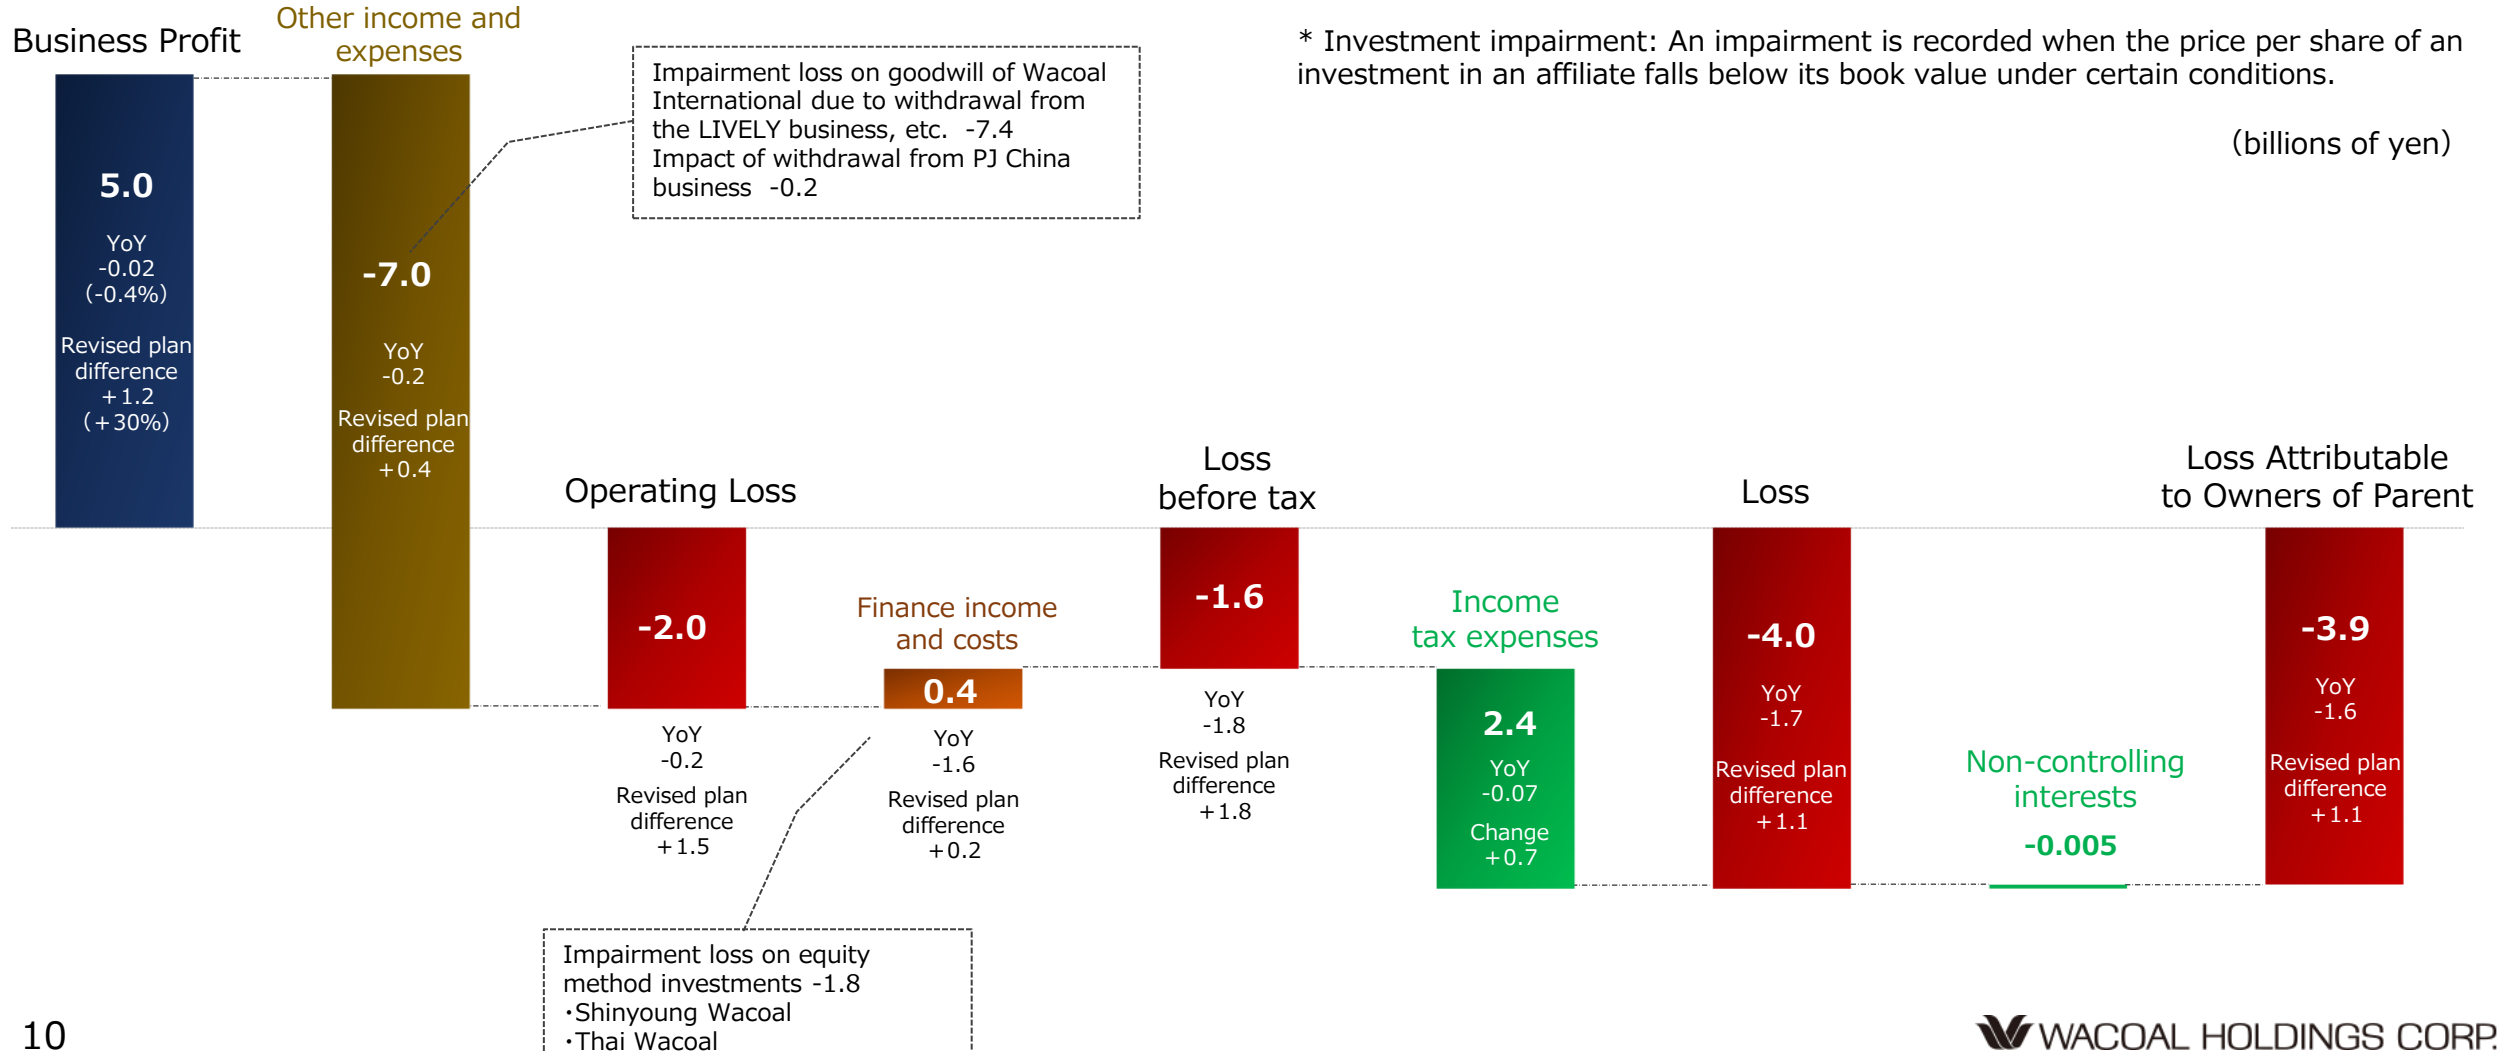 Business Profit
Other income and
expenses
* Investment impairment: An impairment is recorded when the price per share of an
investment in an affiliate falls below its book value under certain conditions.
(billions of yen)
Impairment loss on goodwill of Wacoal
International due to withdrawal from
the LIVELY business, etc. -7.4
Impact of withdrawal from PJ China
business -0.2
5.0
YoY
-0.02
(-0.4%)
Revised plan
difference
+1.2
(+30%)
-7.0
YoY
-0.2
Revised plan
difference
+0.4
Operating Loss
-2.0
YoY
-0.2
Revised plan
difference
+1.5
Finance income
and costs
0.4
YoY
-1.6
Revised plan
difference
+0.2
Impairment loss on equity
method investments -1.8
・Shinyoung Wacoal
・Thai Wacoal
Loss
before tax
-1.6
YoY
-1.8
Revised plan
difference
+1.8
Income
tax expenses
2.4
YoY
-0.07
Change
+0.7
Loss
-4.0
YoY
-1.7
Revised plan
difference
+1.1
Non-controlling
interests
-0.005
Loss Attributable
to Owners of Parent
-3.9
YoY
-1.6
Revised plan
difference
+1.1
10
WACOAL HOLDINGS CORP.